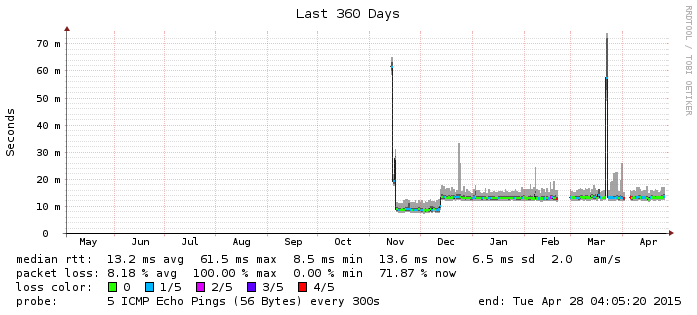 Last 360 Days
RRDTOOL / TOBI OETIKER
Seconds
70 m
60 m
50 m
40 m
30 m
20 m
10 m
0
May Jun Jul Aug Sep Oct Nov Dec Jan Feb Mar Apr
median rtt: 13.2 ms avg 61.5 ms max 8.5 ms min 13.6 ms now 6.5 ms sd 2.0 am/s
packet loss: 8.18 % avg 100.00 % max 0.00 % min 71.87 % now
loss color: 0 1/5 2/5 3/5 4/5
probe: 5 ICMP Echo Pings (56 Bytes) every 300s end: Tue Apr 28 04:05:20 2015